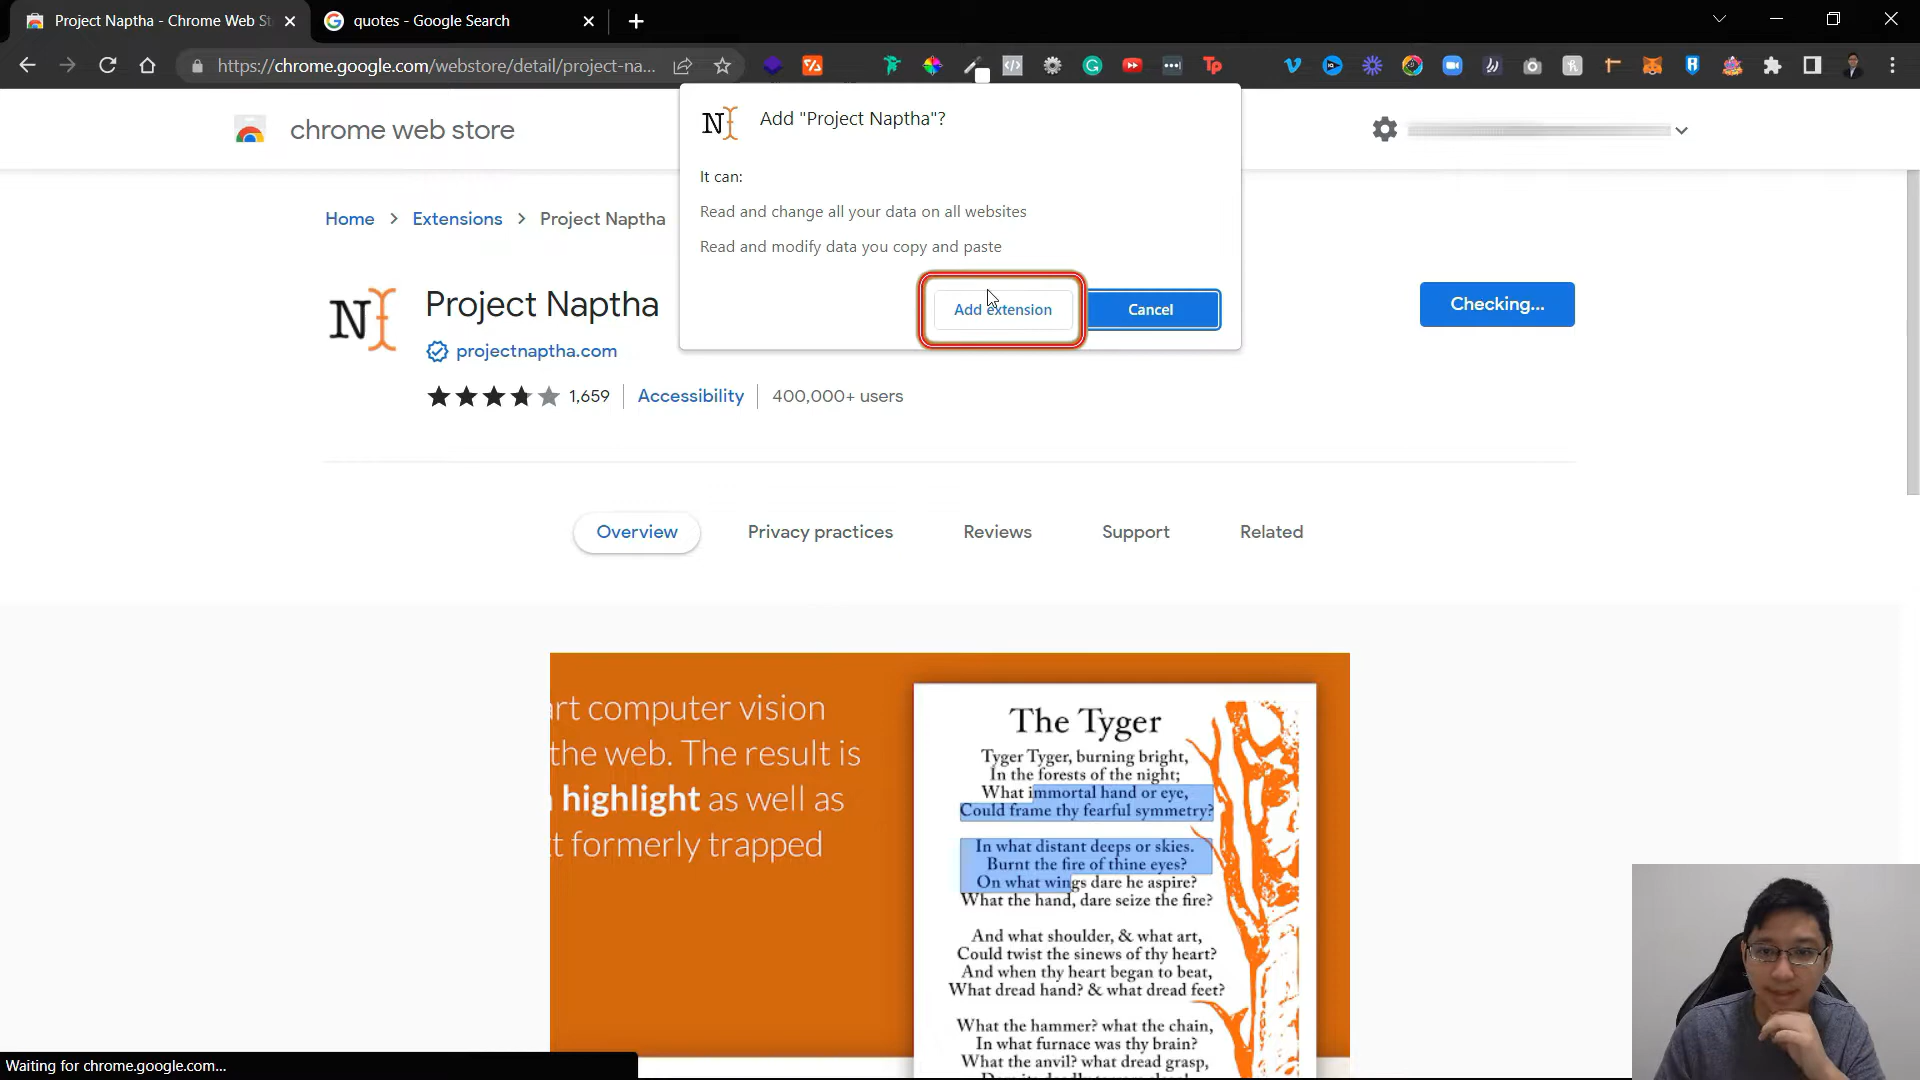 Project Naptha - Chrome Web St
quotes - Google Search
https://chrome.google.com/webstore/detail/project-na...
chrome web store
Add "Project Naptha"?
It can:
Read and change all your data on all websites
Read and modify data you copy and paste
Add extension
Cancel
Home > Extensions > Project Naptha
Project Naptha
projectnaptha.com
1,659
Accessibility
400,000+ users
Checking...
Overview
Privacy practices
Reviews
Support
Related
art computer vision
the web. The result is
highlight as well as
formerly trapped
The Tyger
Tyger Tyger, burning bright,
In the forests of the night;
What immortal hand or eye,
Could frame thy fearful symmetry?
In what distant deeps or skies.
Burnt the fire of thine eyes?
On what wings dare he aspire?
What the hand, dare seize the fire?
And what shoulder, & what art,
Could twist the sinews of thy heart?
And when thy heart began to beat,
What dread hand? & what dread feet?
What the hammer? what the chain,
In what furnace was thy brain?
What the anvil? what dread grasp,
Waiting for chrome.google.com...